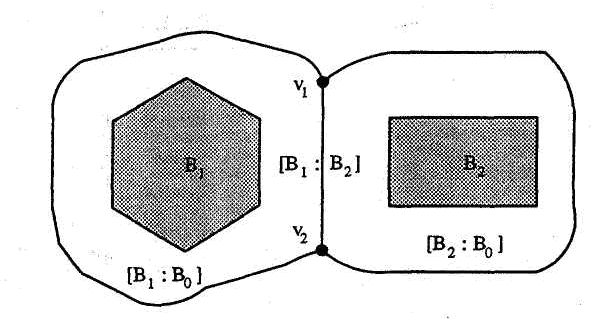 v₁
B₁
[B₁ : B₂]
B₂
v₂
[B₂ : B₀]
[B₁ : B₀]